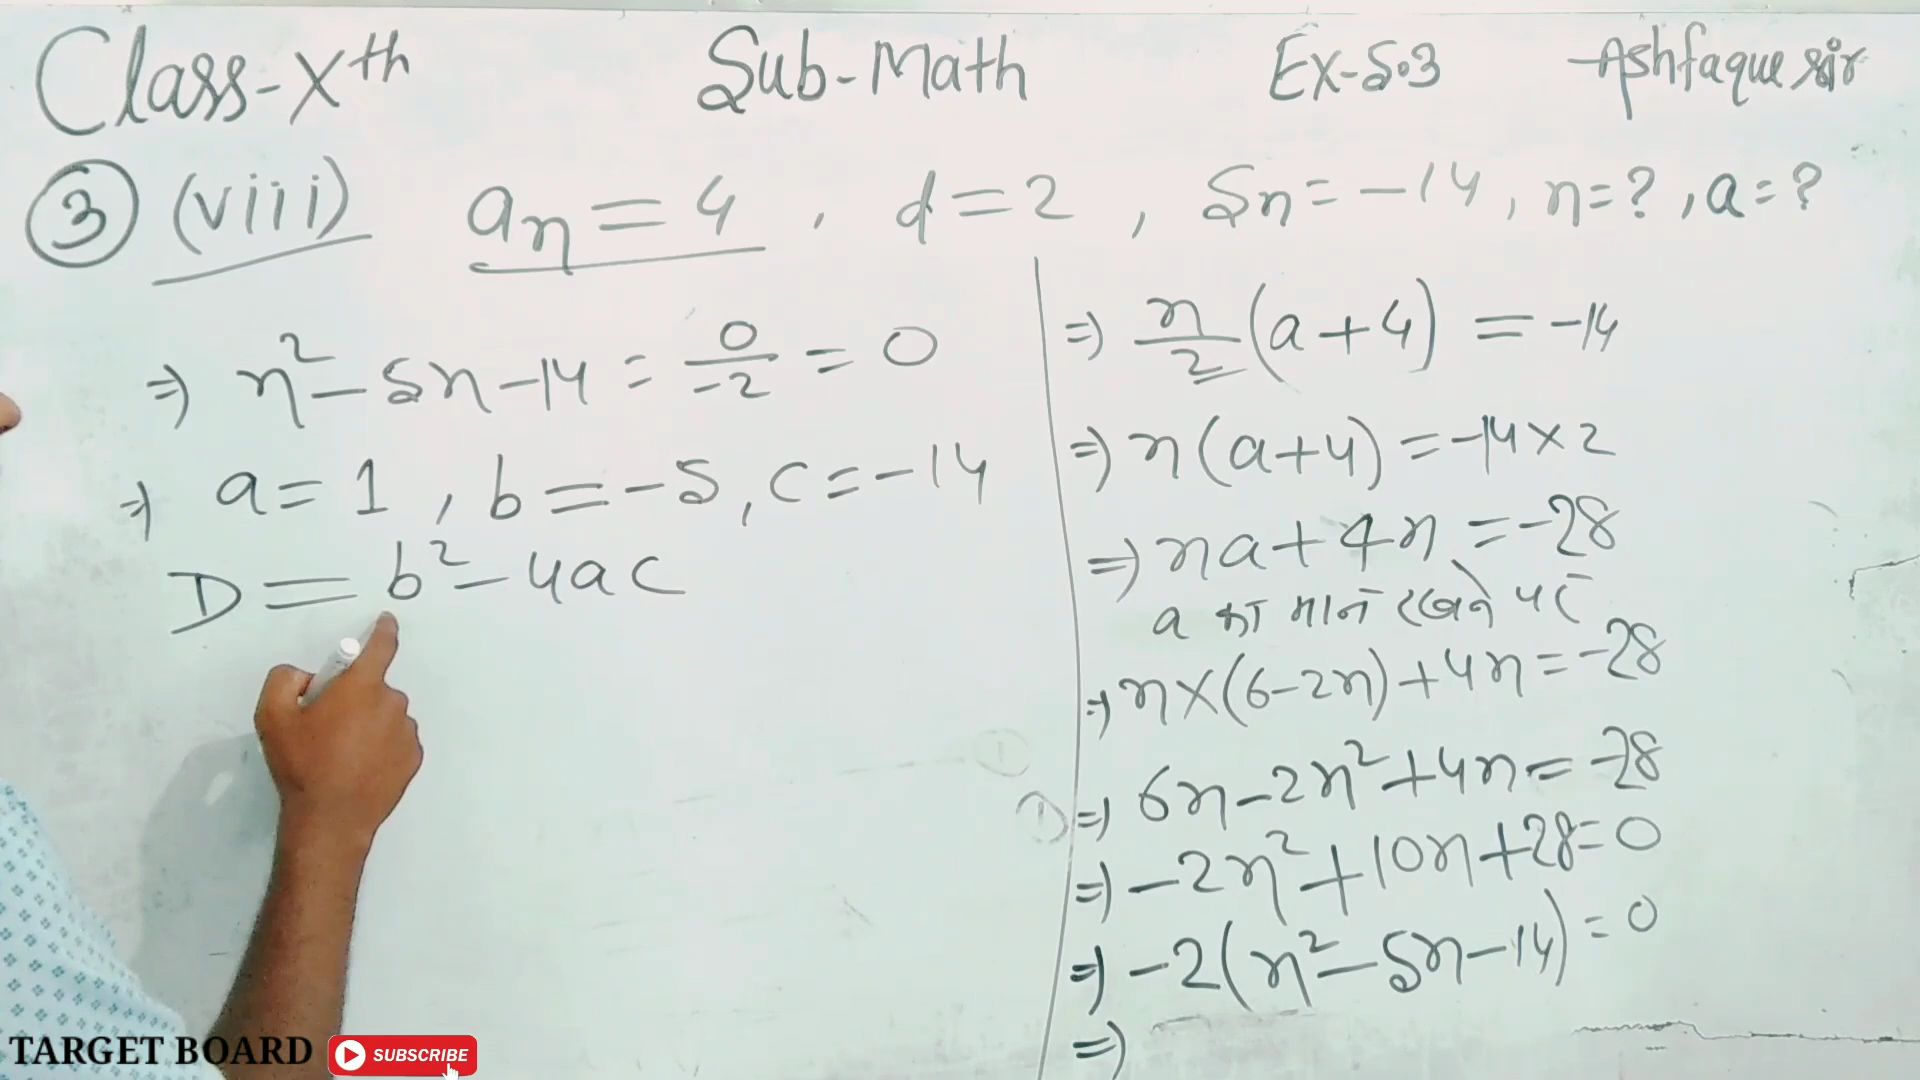 Class-Xth Sub-Math Ex-5.3 Ashfaque sir
③ (viii) aₙ = 4, d = 2, Sn = -14, n = ?, a = ?
⇒ n² - 5n - 14 = 0/-2 = 0
⇒ a = 1, b = -5, c = -14
D = b² - 4ac
⇒ n/2 (a + 4) = -14
⇒ n(a+4) = -14 × 2
⇒ na + 4n = -28
a का मान रखने पर
⇒ n×(6-2n)+4n = -28
⇒ 6n - 2n² + 4n = -28
⇒ -2n² + 10n + 28 = 0
⇒ -2(n² - 5n - 14) = 0
⇒
TARGET BOARD SUBSCRIBE